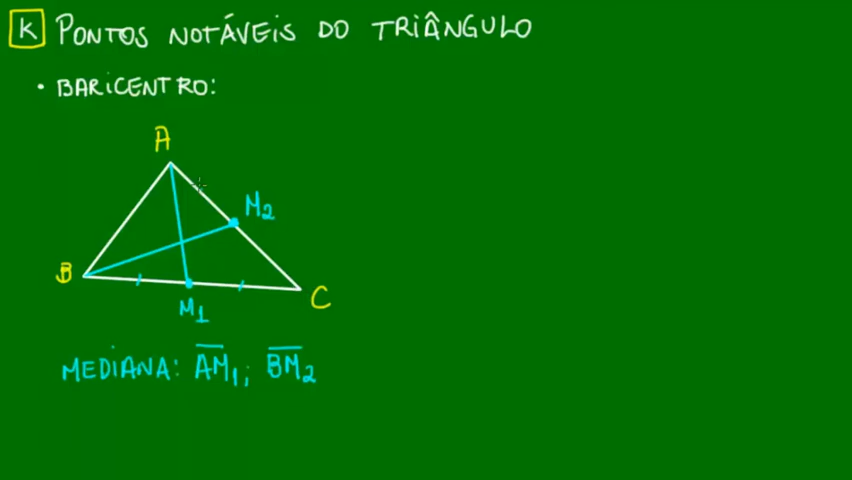 K PONTOS NOTÁVEIS DO TRIÂNGULO
• BARICENTRO:
A
M2
B
M1
C
MEDIANA: AM1; BM2